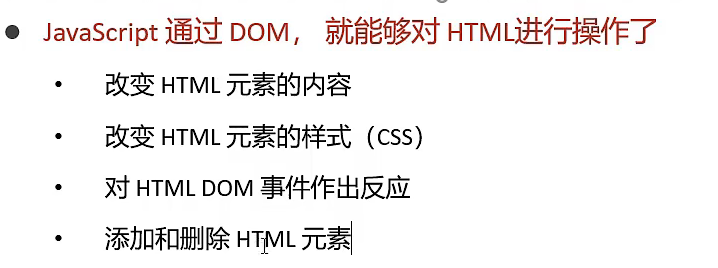 ● JavaScript 通过 DOM， 就能够对 HTML进行操作了
• 改变 HTML 元素的内容
• 改变 HTML 元素的样式（CSS）
• 对 HTML DOM 事件作出反应
• 添加和删除 HTML 元素